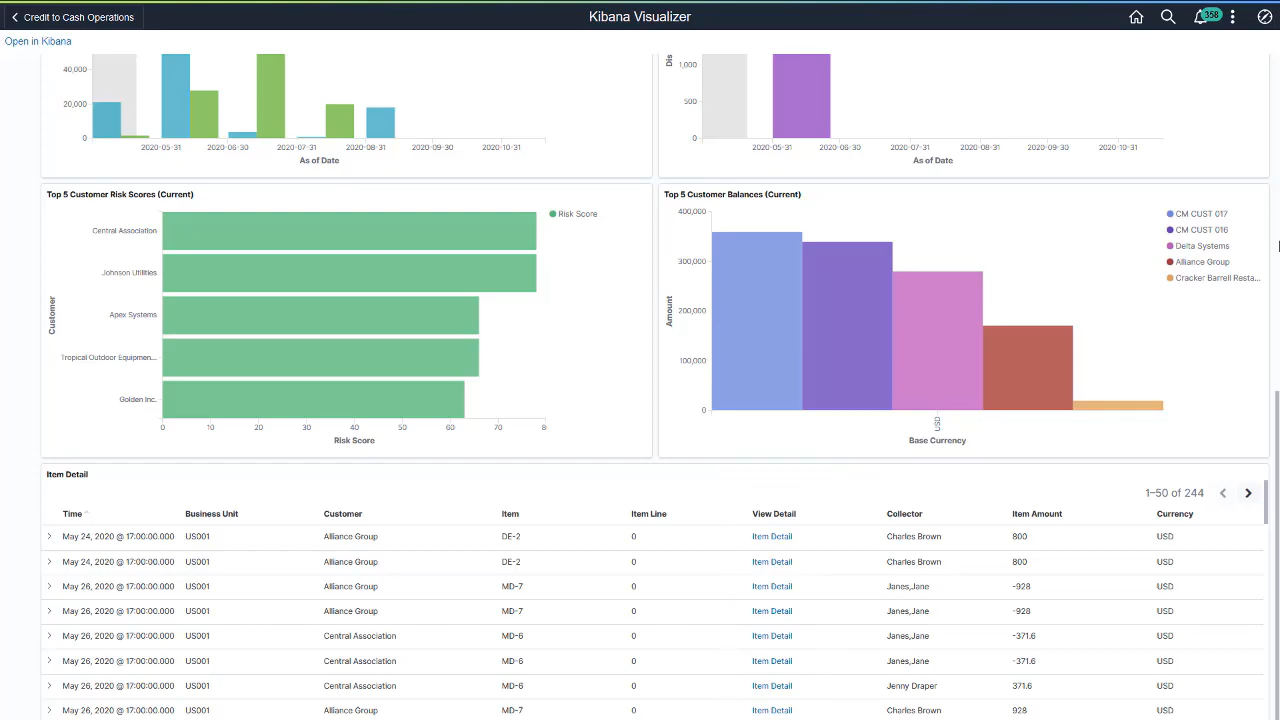 Credit to Cash Operations
Kibana Visualizer
358
Open in Kibana
40,000
20,000
0
2020-05-31 2020-06-30 2020-07-31 2020-08-31 2020-09-30 2020-10-31
As of Date
Dis
1,000
500
0
2020-05-31 2020-06-30 2020-07-31 2020-08-31 2020-09-30 2020-10-31
As of Date
Top 5 Customer Risk Scores (Current)
Customer
Central Association
Johnson Utilities
Apex Systems
Tropical Outdoor Equipmen...
Golden Inc.
0 10 20 30 40 50 60 70 8
Risk Score
Risk Score
Top 5 Customer Balances (Current)
Amount
400,000
300,000
200,000
100,000
0
USD
Base Currency
CM CUST 017
CM CUST 016
Delta Systems
Alliance Group
Cracker Barrell Resta...
Item Detail
1–50 of 244
Time Business Unit Customer Item Item Line View Detail Collector Item Amount Currency
May 24, 2020 @ 17:00:00.000 US001 Alliance Group DE-2 0 Item Detail Charles Brown 800 USD
May 24, 2020 @ 17:00:00.000 US001 Alliance Group DE-2 0 Item Detail Charles Brown 800 USD
May 26, 2020 @ 17:00:00.000 US001 Alliance Group MD-7 0 Item Detail Janes,Jane -928 USD
May 26, 2020 @ 17:00:00.000 US001 Alliance Group MD-7 0 Item Detail Janes,Jane -928 USD
May 26, 2020 @ 17:00:00.000 US001 Central Association MD-6 0 Item Detail Janes,Jane -371.6 USD
May 26, 2020 @ 17:00:00.000 US001 Central Association MD-6 0 Item Detail Janes,Jane -371.6 USD
May 26, 2020 @ 17:00:00.000 US001 Central Association MD-6 0 Item Detail Jenny Draper 371.6 USD
May 26, 2020 @ 17:00:00.000 US001 Alliance Group MD-7 0 Item Detail Charles Brown 928 USD